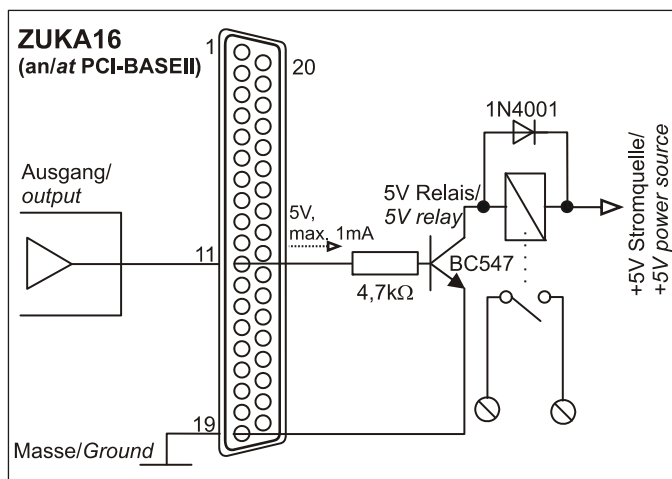 ZUKA16
(an/at PCI-BASEII)
1
20
1N4001
Ausgang/
output
5V Relais/
5V relay
5V,
max. 1mA
11
BC547
4,7kΩ
+5V Stromquelle/
+5V power source
19
Masse/Ground